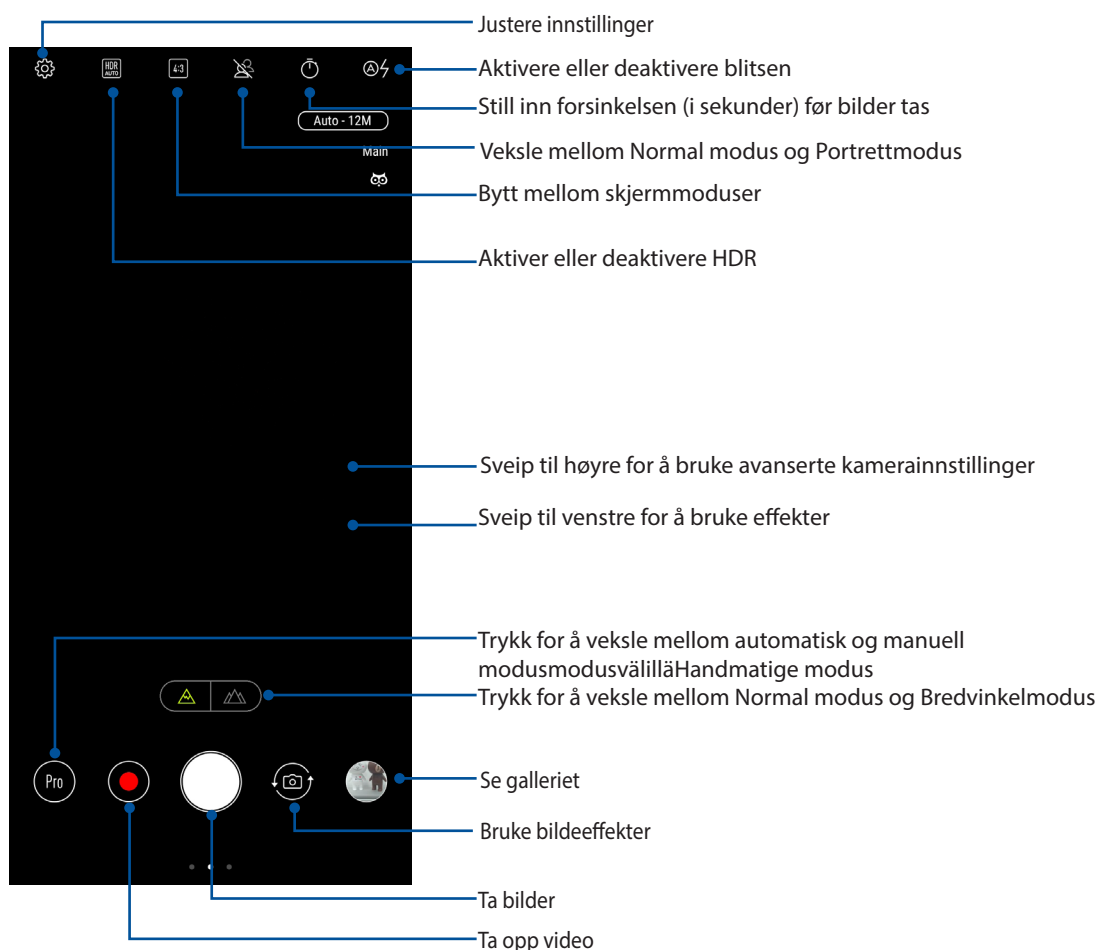 Justere innstillinger
HDR
AUTO
4:3
A
Aktivere eller deaktivere blitsen
Still inn forsinkelsen (i sekunder) før bilder tas
Auto - 12M
Main
Veksle mellom Normal modus og Portrettmodus
Bytt mellom skjermmoduser
Aktiver eller deaktivere HDR
Sveip til høyre for å bruke avanserte kamerainnstillinger
Sveip til venstre for å bruke effekter
Trykk for å veksle mellom automatisk og manuell
modusmodusvälilläHandmatige modus
Trykk for å veksle mellom Normal modus og Bredvinkelmodus
Pro
Se galleriet
Bruke bildeeffekter
Ta bilder
Ta opp video